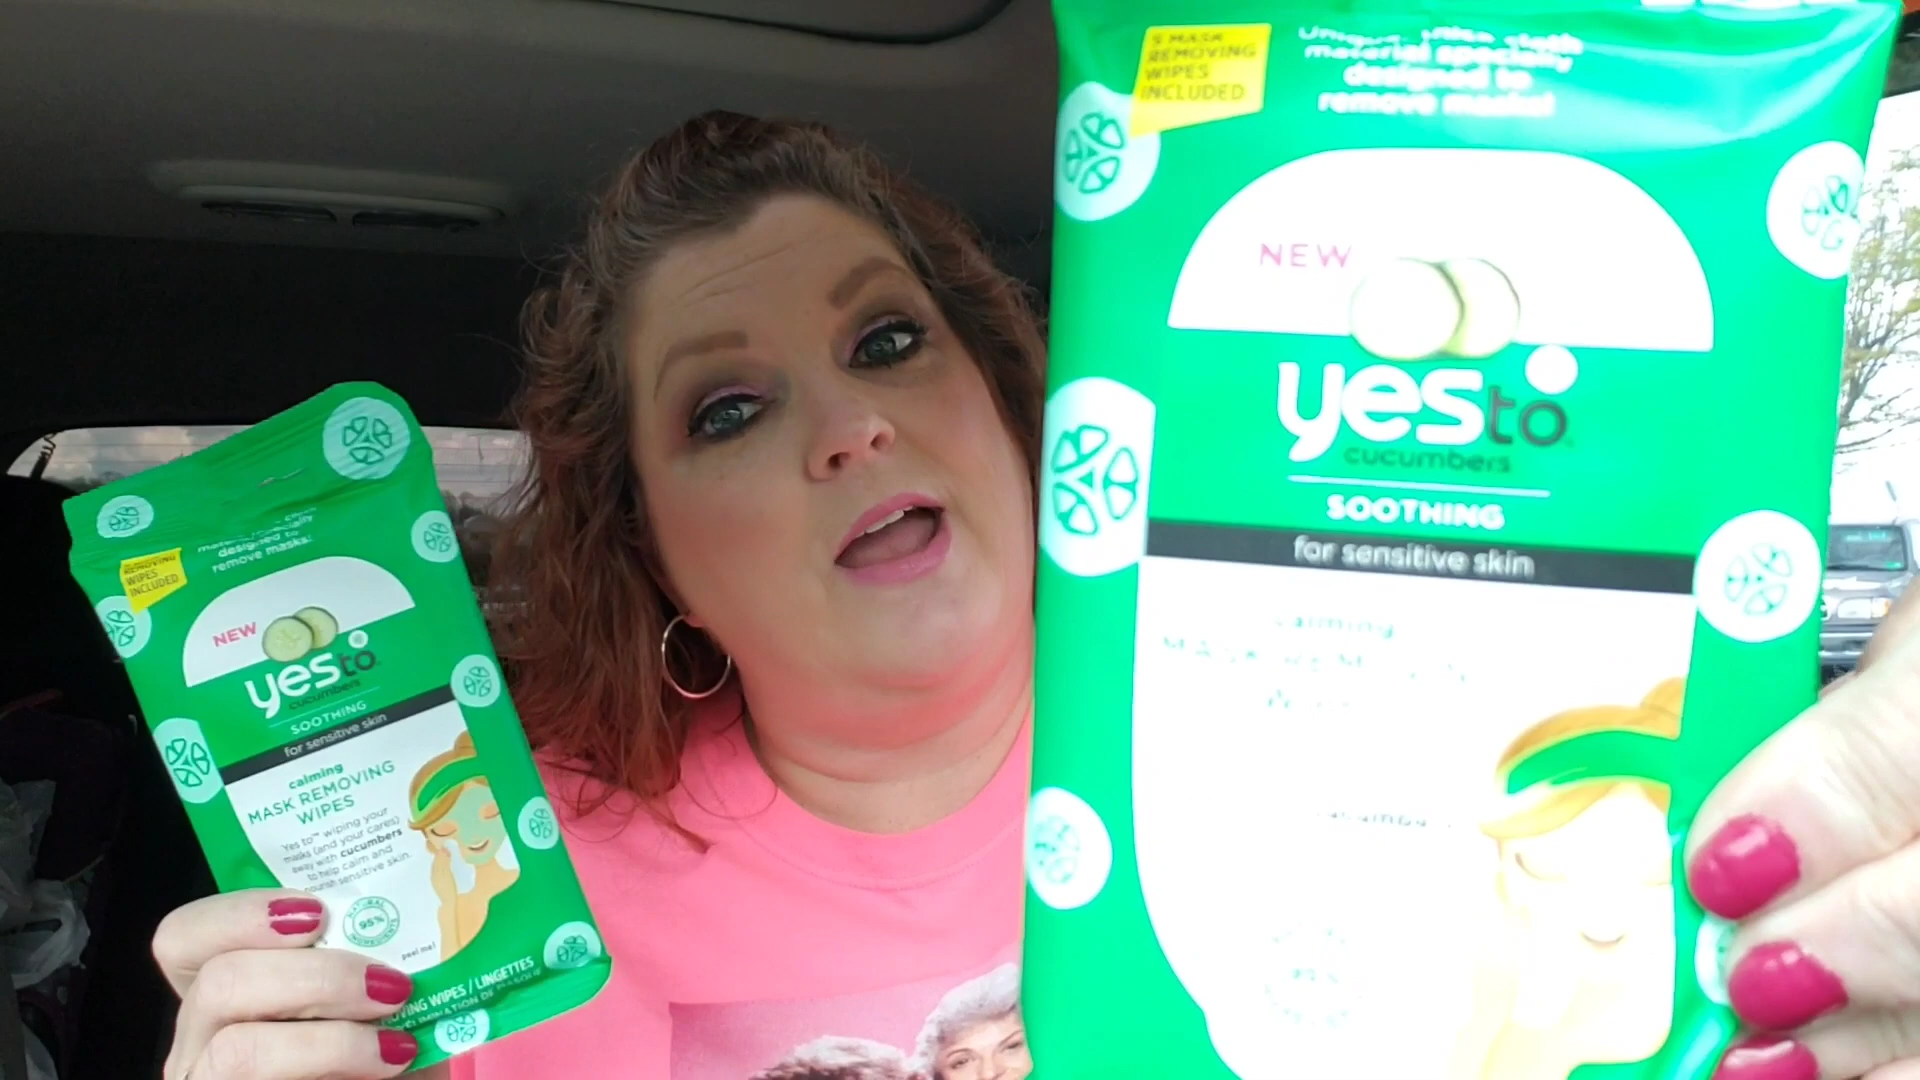 REMOVING
WIPES
INCLUDED
designed to
remove masks!
NEW
yes to
cucumbers
SOOTHING
for sensitive skin
calming
MASK REMOVING
WIPES
Yes to™ wiping your
masks (and your cares)
away with cucumbers
to help calm and
nourish sensitive skin.
NATURAL
95%
INGREDIENTS
peel me!
WIPES / LINGETTES
5 MASK
REMOVING
WIPES
INCLUDED
material specially
designed to
remove masks!
NEW
yes to
cucumbers
SOOTHING
for sensitive skin
calming